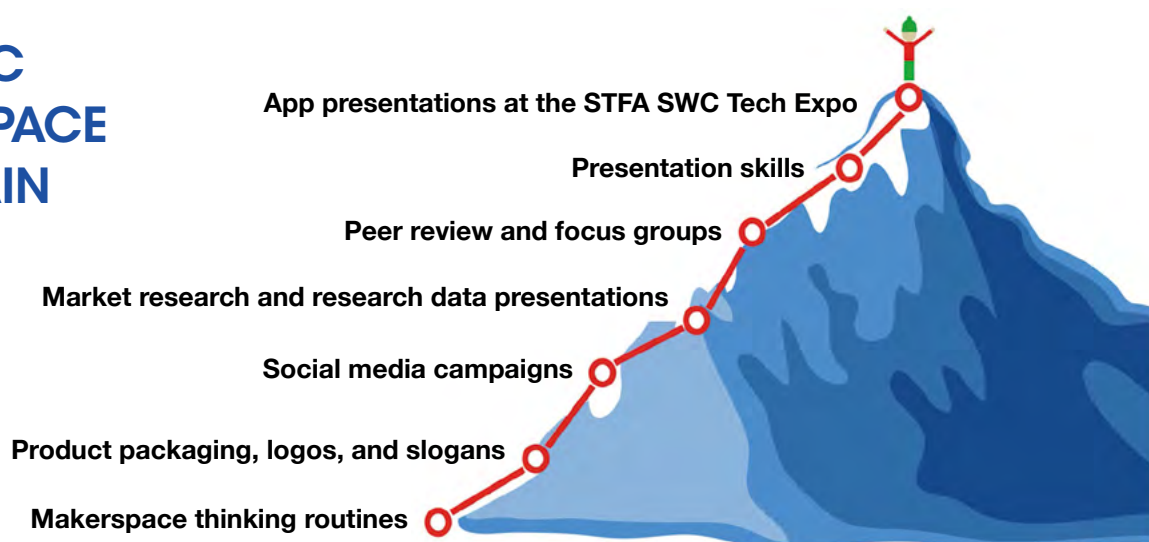 C
PACE
AIN
App presentations at the STFA SWC Tech Expo
Presentation skills
Peer review and focus groups
Market research and research data presentations
Social media campaigns
Product packaging, logos, and slogans
Makerspace thinking routines